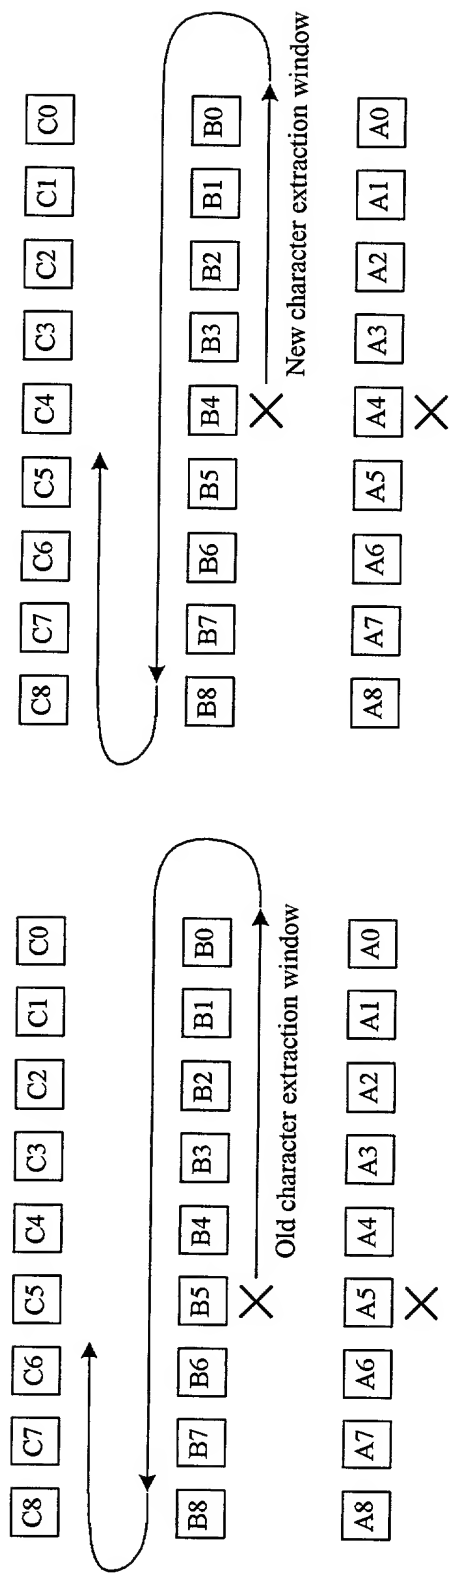 C8 C7 C6 C5 C4 C3 C2 C1 C0
B8 B7 B6 B5 B4 B3 B2 B1 B0
Old character extraction window
A8 A7 A6 A5 A4 A3 A2 A1 A0
C8 C7 C6 C5 C4 C3 C2 C1 C0
B8 B7 B6 B5 B4 B3 B2 B1 B0
New character extraction window
A8 A7 A6 A5 A4 A3 A2 A1 A0